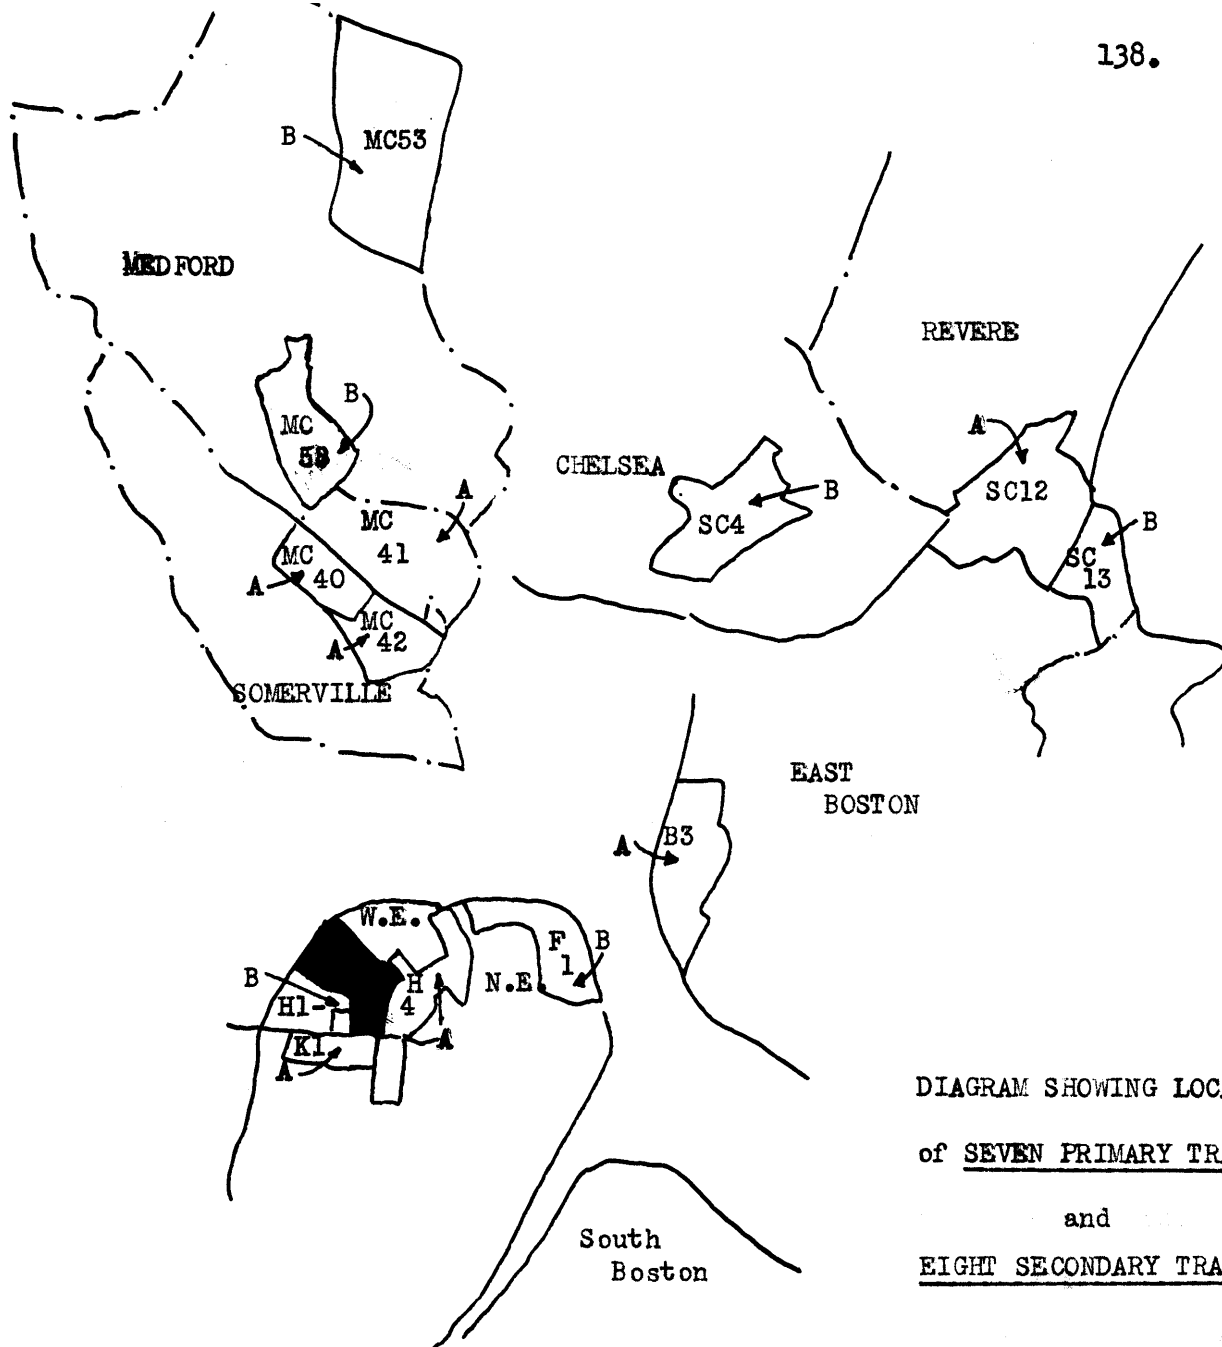 138.
B
MC53
MEDFORD
REVERE
B
MC
A
CHELSEA
A
SC12
MC
41
B
SC4
B
SC
13
MC
40
A
MC
42
A
SOMERVILLE
EAST
BOSTON
A
B3
W.E.
F
1
B
B
H
4
N.E.
H1-
K1
A
A
DIAGRAM SHOWING LOC
of SEVEN PRIMARY TR
and
EIGHT SECONDARY TRA
South
Boston